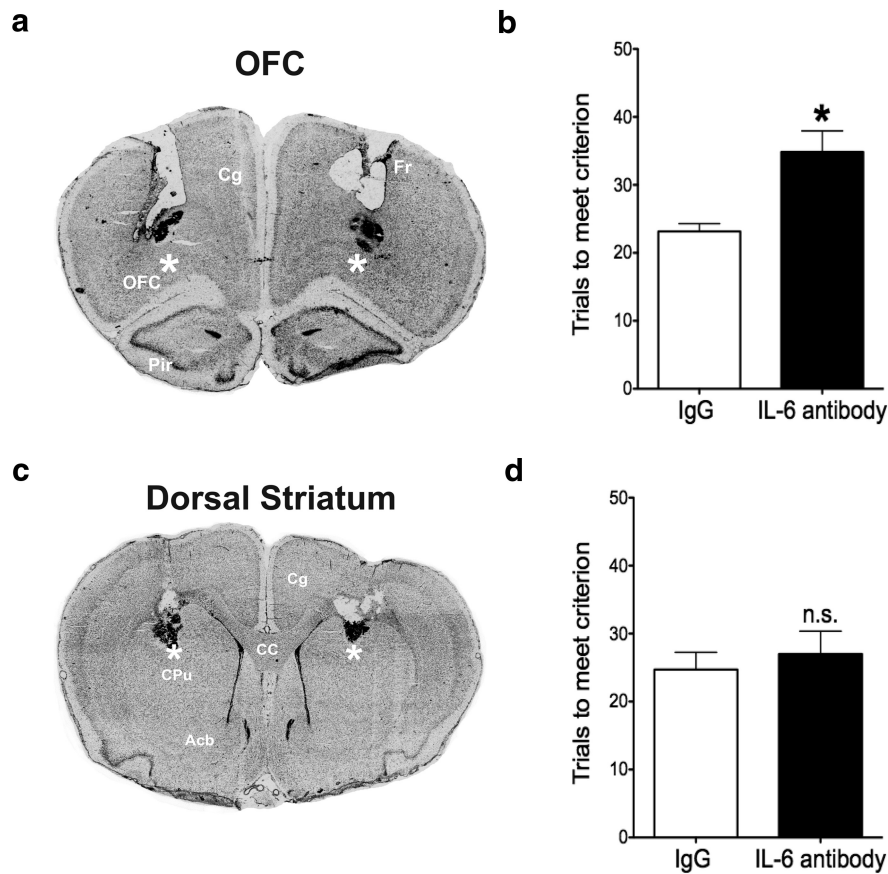 a
OFC
Cg
Fr
*
*
OFC
Pir
b
50
40
30
20
10
0
Trials to meet criterion
*
IgG
IL-6 antibody
c
Dorsal Striatum
Cg
CC
*
*
CPu
Acb
d
50
40
30
20
10
0
Trials to meet criterion
n.s.
IgG
IL-6 antibody